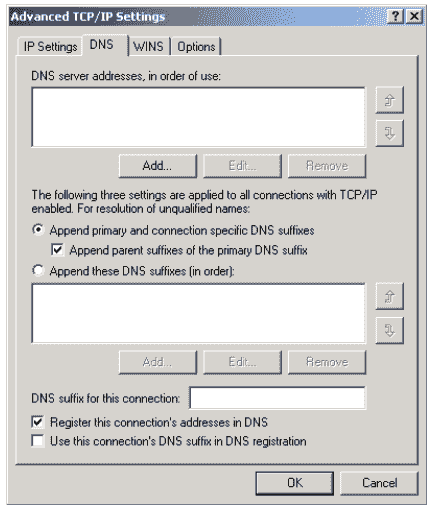 Advanced TCP/IP Settings
IP Settings DNS WINS Options
DNS server addresses, in order of use:
Add... Edit... Remove
The following three settings are applied to all connections with TCP/IP
enabled. For resolution of unqualified names:
Append primary and connection specific DNS suffixes
Append parent suffixes of the primary DNS suffix
Append these DNS suffixes (in order):
Add... Edit... Remove
DNS suffix for this connection:
Register this connection's addresses in DNS
Use this connection's DNS suffix in DNS registration
OK Cancel